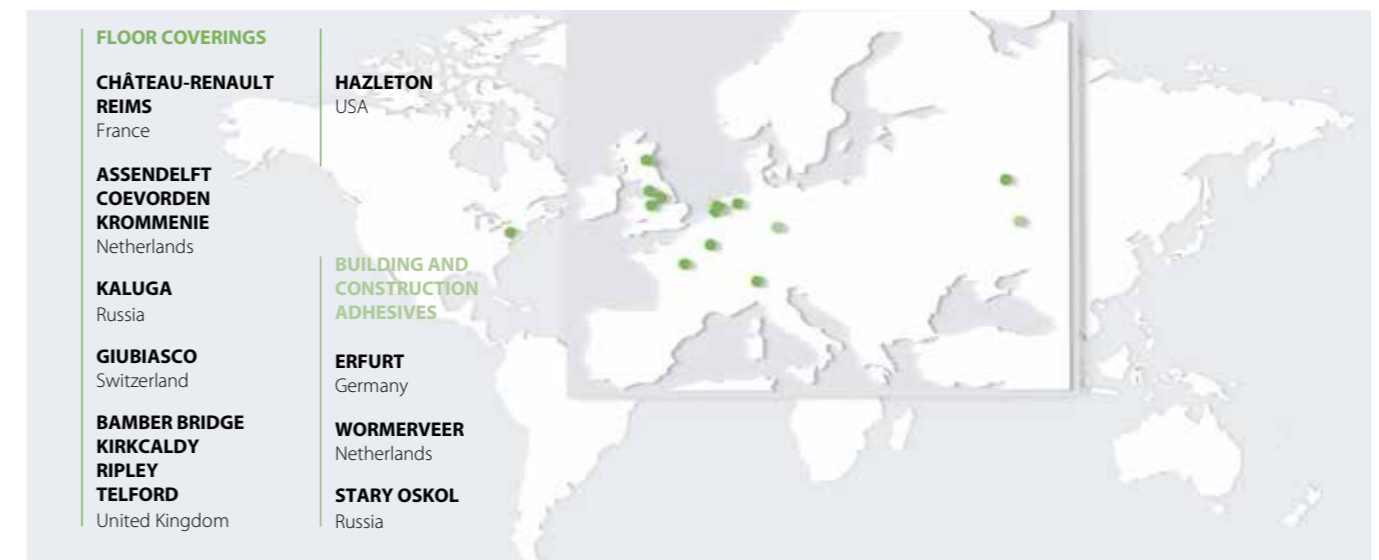 FLOOR COVERINGS
CHÂTEAU-RENAULT
REIMS
France
ASSENDELFT
COEVORDEN
KROMMENIE
Netherlands
KALUGA
Russia
GIUBIASCO
Switzerland
BAMBER BRIDGE
KIRKCALDY
RIPLEY
TELFORD
United Kingdom
HAZLETON
USA
BUILDING AND
CONSTRUCTION
ADHESIVES
ERFURT
Germany
WORMERVEER
Netherlands
STARY OSKOL
Russia